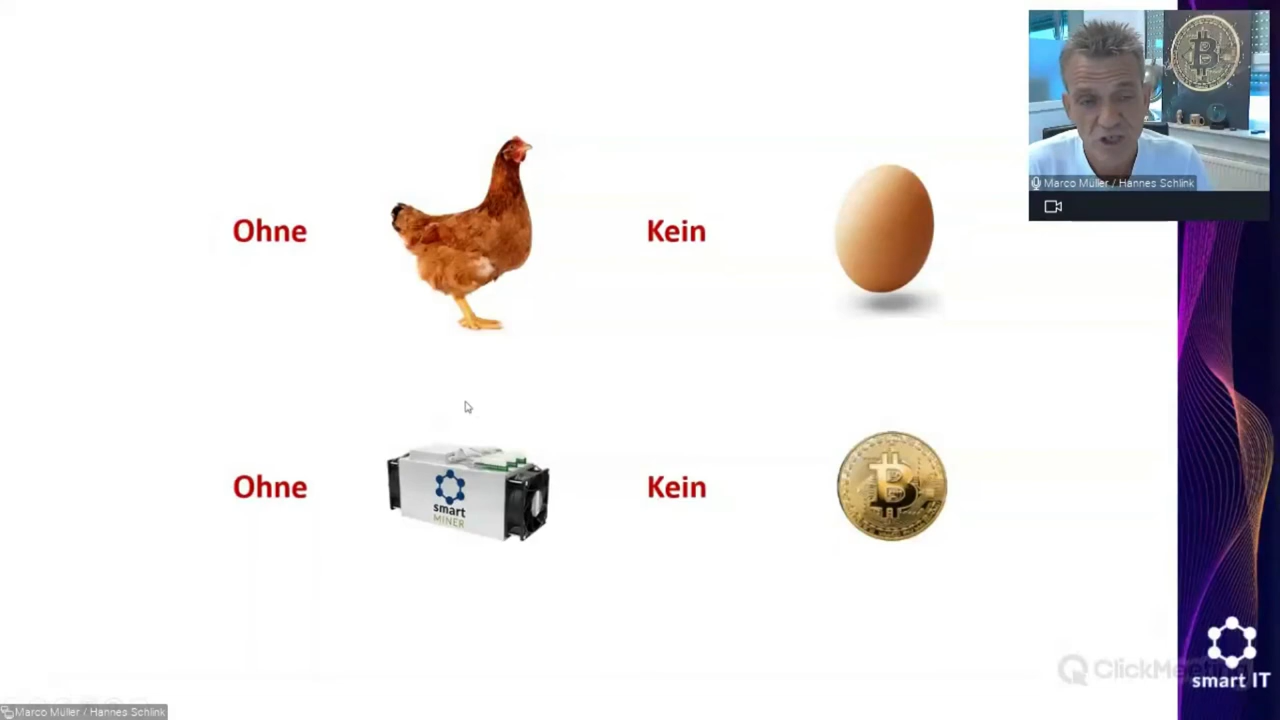 Marco Müller / Hannes Schlink
Ohne
Kein
Ohne
smart
MINER
Kein
ClickMeeting
smart IT
Marco Müller / Hannes Schlink